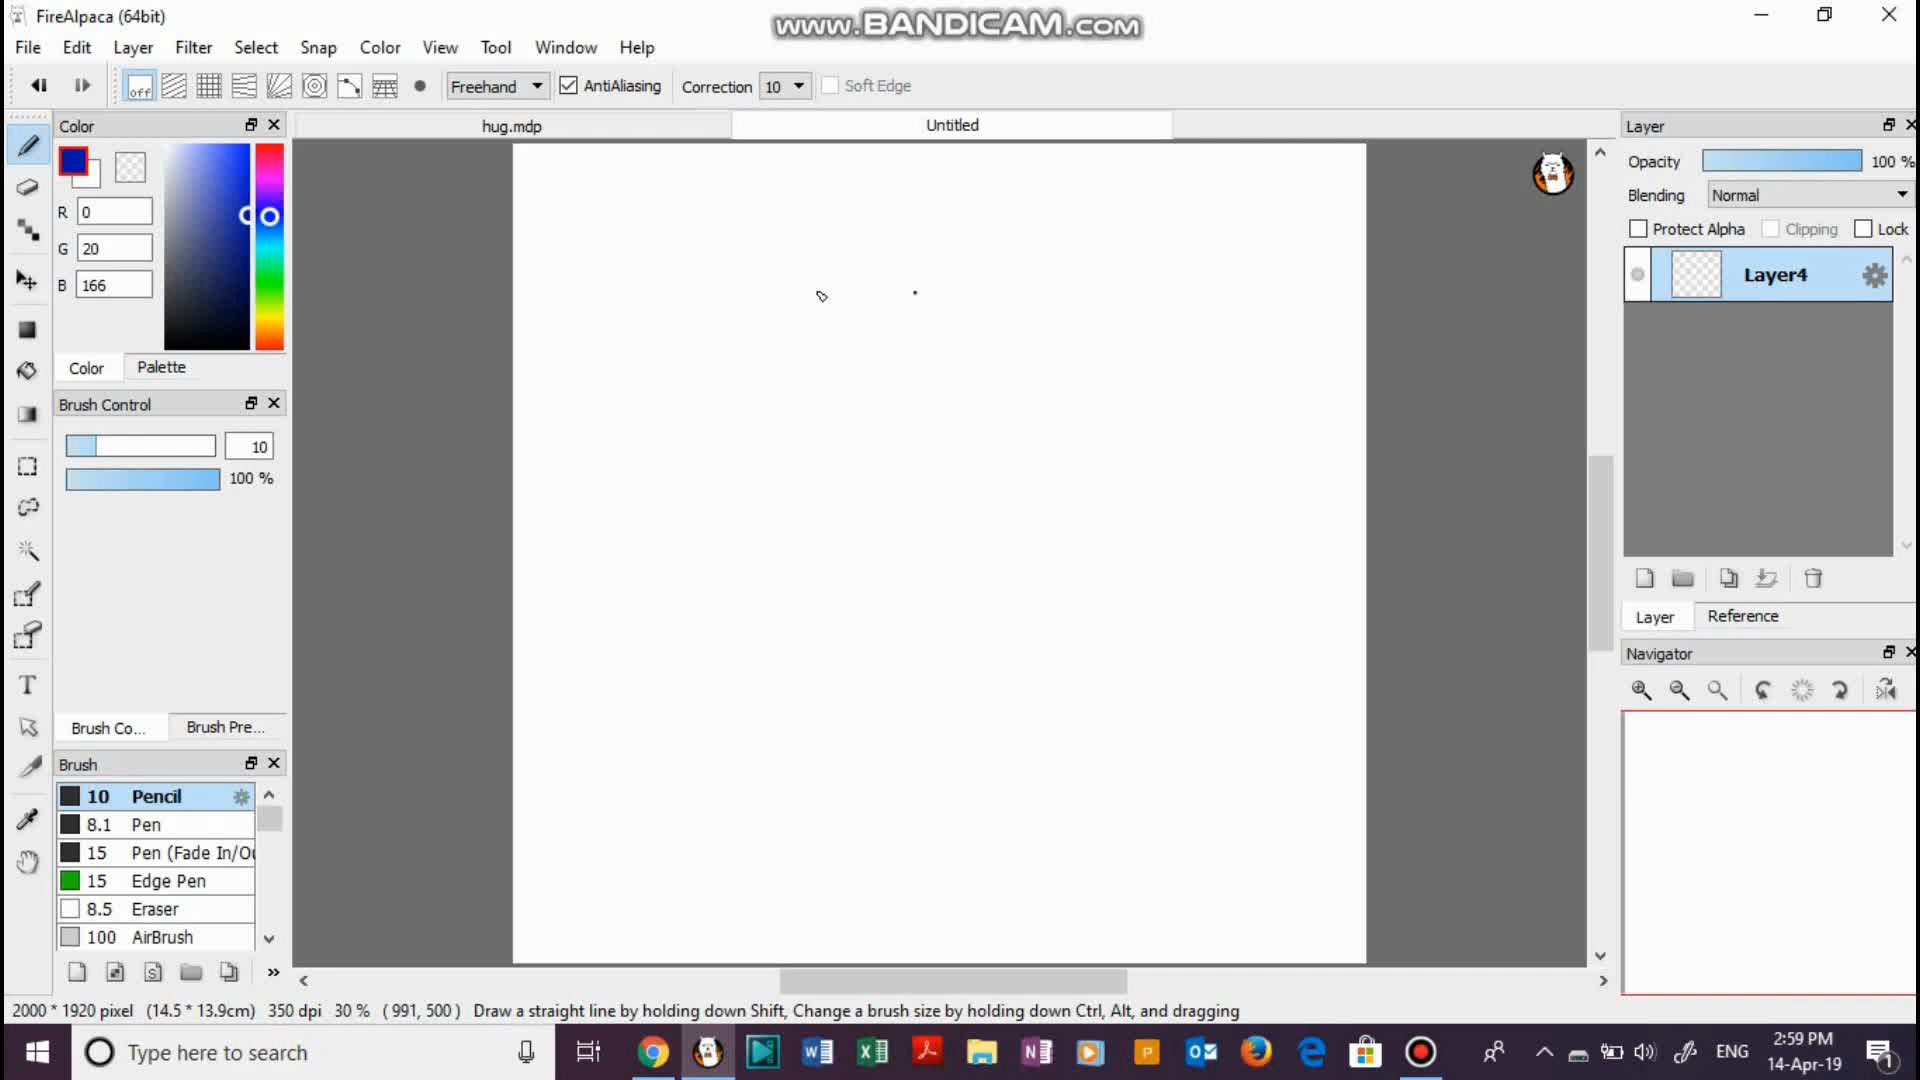 FireAlpaca (64bit)
www.BANDICAM.com
File Edit Layer Filter Select Snap Color View Tool Window Help
off Freehand AntiAliasing Correction 10 Soft Edge
Color
hug.mdp
Untitled
Layer
Opacity 100 %
Blending Normal
Protect Alpha Clipping Lock
Layer4
R 0
G 20
B 166
Color Palette
Brush Control
10
100 %
Layer Reference
Navigator
Brush Co... Brush Pre...
Brush
10 Pencil
8.1 Pen
15 Pen (Fade In/Ou
15 Edge Pen
8.5 Eraser
100 AirBrush
S
2000 * 1920 pixel (14.5 * 13.9cm) 350 dpi 30 % ( 991, 500 ) Draw a straight line by holding down Shift, Change a brush size by holding down Ctrl, Alt, and dragging
Type here to search
ENG
2:59 PM
14-Apr-19
1